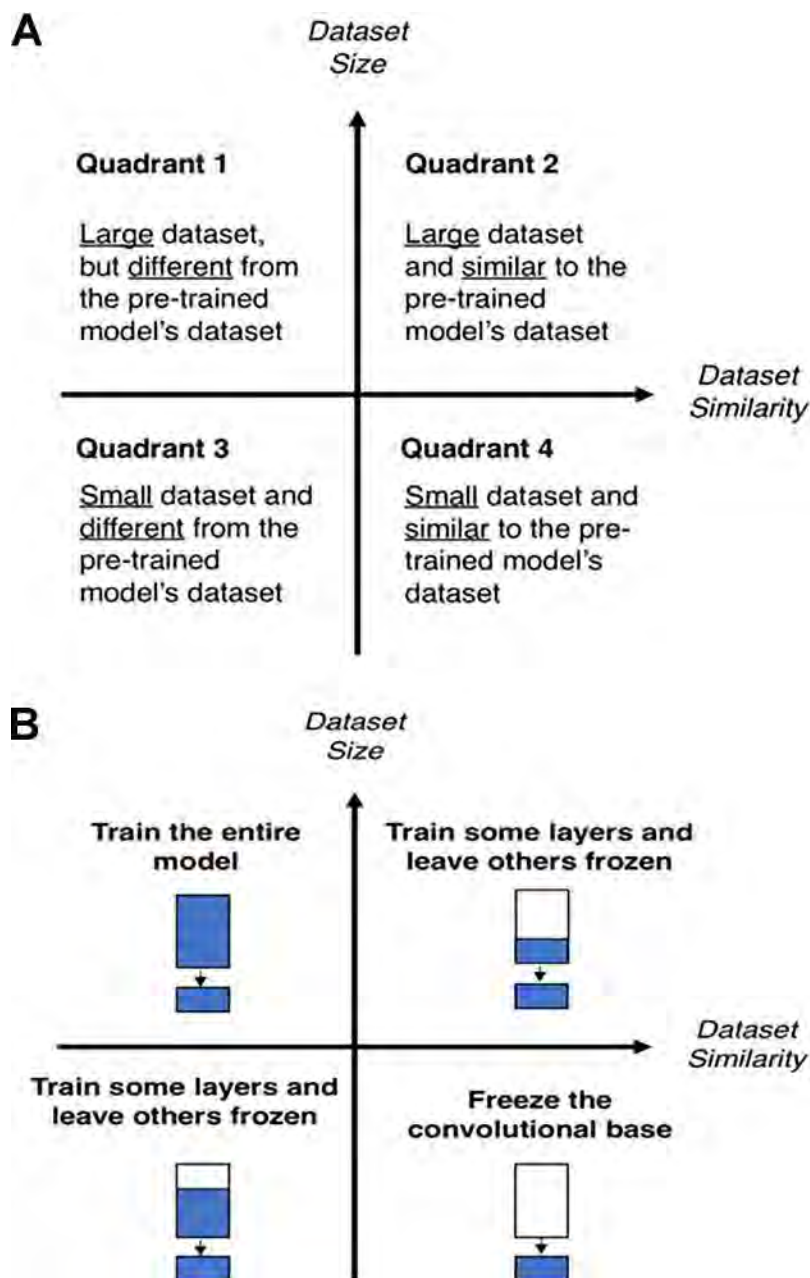 A
Dataset
Size
Quadrant 1
Large dataset,
but different from
the pre-trained
model's dataset
Quadrant 2
Large dataset
and similar to the
pre-trained
model's dataset
Dataset
Similarity
Quadrant 3
Small dataset and
different from the
pre-trained
model's dataset
Quadrant 4
Small dataset and
similar to the pre-
trained model's
dataset
B
Dataset
Size
Train the entire
model
Train some layers and
leave others frozen
Dataset
Similarity
Train some layers and
leave others frozen
Freeze the
convolutional base